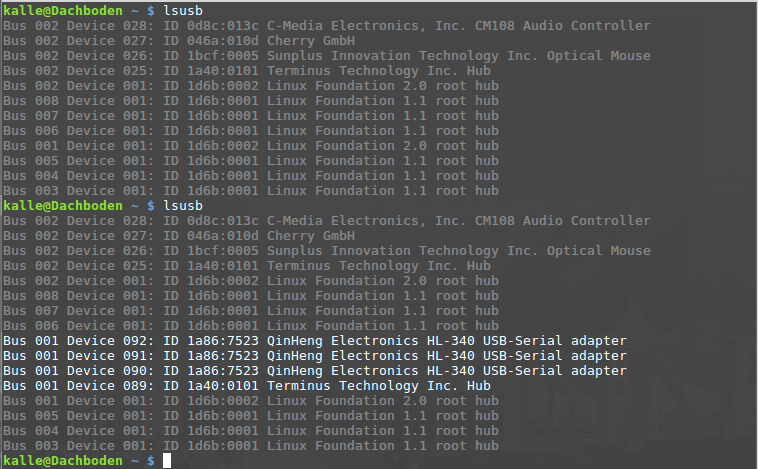 kalle@Dachboden ~ $ lsusb
Bus 002 Device 028: ID 0d8c:013c C-Media Electronics, Inc. CM108 Audio Controller
Bus 002 Device 027: ID 046a:010d Cherry GmbH
Bus 002 Device 026: ID 1bcf:0005 Sunplus Innovation Technology Inc. Optical Mouse
Bus 002 Device 025: ID 1a40:0101 Terminus Technology Inc. Hub
Bus 002 Device 001: ID 1d6b:0002 Linux Foundation 2.0 root hub
Bus 008 Device 001: ID 1d6b:0001 Linux Foundation 1.1 root hub
Bus 007 Device 001: ID 1d6b:0001 Linux Foundation 1.1 root hub
Bus 006 Device 001: ID 1d6b:0001 Linux Foundation 1.1 root hub
Bus 001 Device 001: ID 1d6b:0002 Linux Foundation 2.0 root hub
Bus 005 Device 001: ID 1d6b:0001 Linux Foundation 1.1 root hub
Bus 004 Device 001: ID 1d6b:0001 Linux Foundation 1.1 root hub
Bus 003 Device 001: ID 1d6b:0001 Linux Foundation 1.1 root hub
kalle@Dachboden ~ $ lsusb
Bus 002 Device 028: ID 0d8c:013c C-Media Electronics, Inc. CM108 Audio Controller
Bus 002 Device 027: ID 046a:010d Cherry GmbH
Bus 002 Device 026: ID 1bcf:0005 Sunplus Innovation Technology Inc. Optical Mouse
Bus 002 Device 025: ID 1a40:0101 Terminus Technology Inc. Hub
Bus 002 Device 001: ID 1d6b:0002 Linux Foundation 2.0 root hub
Bus 008 Device 001: ID 1d6b:0001 Linux Foundation 1.1 root hub
Bus 007 Device 001: ID 1d6b:0001 Linux Foundation 1.1 root hub
Bus 006 Device 001: ID 1d6b:0001 Linux Foundation 1.1 root hub
Bus 001 Device 092: ID 1a86:7523 QinHeng Electronics HL-340 USB-Serial adapter
Bus 001 Device 091: ID 1a86:7523 QinHeng Electronics HL-340 USB-Serial adapter
Bus 001 Device 090: ID 1a86:7523 QinHeng Electronics HL-340 USB-Serial adapter
Bus 001 Device 089: ID 1a40:0101 Terminus Technology Inc. Hub
Bus 001 Device 001: ID 1d6b:0002 Linux Foundation 2.0 root hub
Bus 005 Device 001: ID 1d6b:0001 Linux Foundation 1.1 root hub
Bus 004 Device 001: ID 1d6b:0001 Linux Foundation 1.1 root hub
Bus 003 Device 001: ID 1d6b:0001 Linux Foundation 1.1 root hub
kalle@Dachboden ~ $